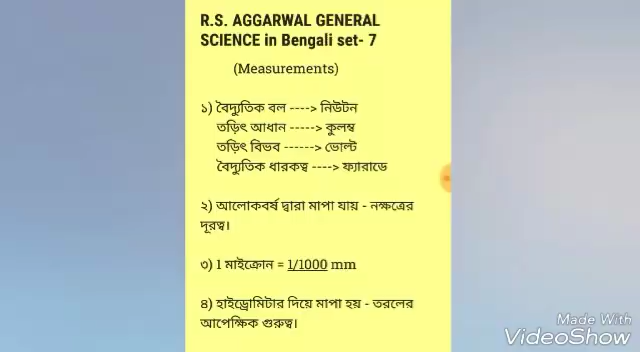 R.S. AGGARWAL GENERAL
SCIENCE in Bengali set- 7
(Measurements)
১) বৈদ্যুতিক বল ----> নিউটন
তড়িৎ আধান -----> কুলম্ব
তড়িৎ বিভব ------> ভোল্ট
বৈদ্যুতিক ধারকত্ব ----> ফ্যারাডে
২) আলোকবর্ষ দ্বারা মাপা যায় - নক্ষত্রের
দূরত্ব।
৩) 1 মাইক্রোন = 1/1000 mm
৪) হাইড্রোমিটার দিয়ে মাপা হয় - তরলের
আপেক্ষিক গুরুত্ব।
Made With
VideoShow